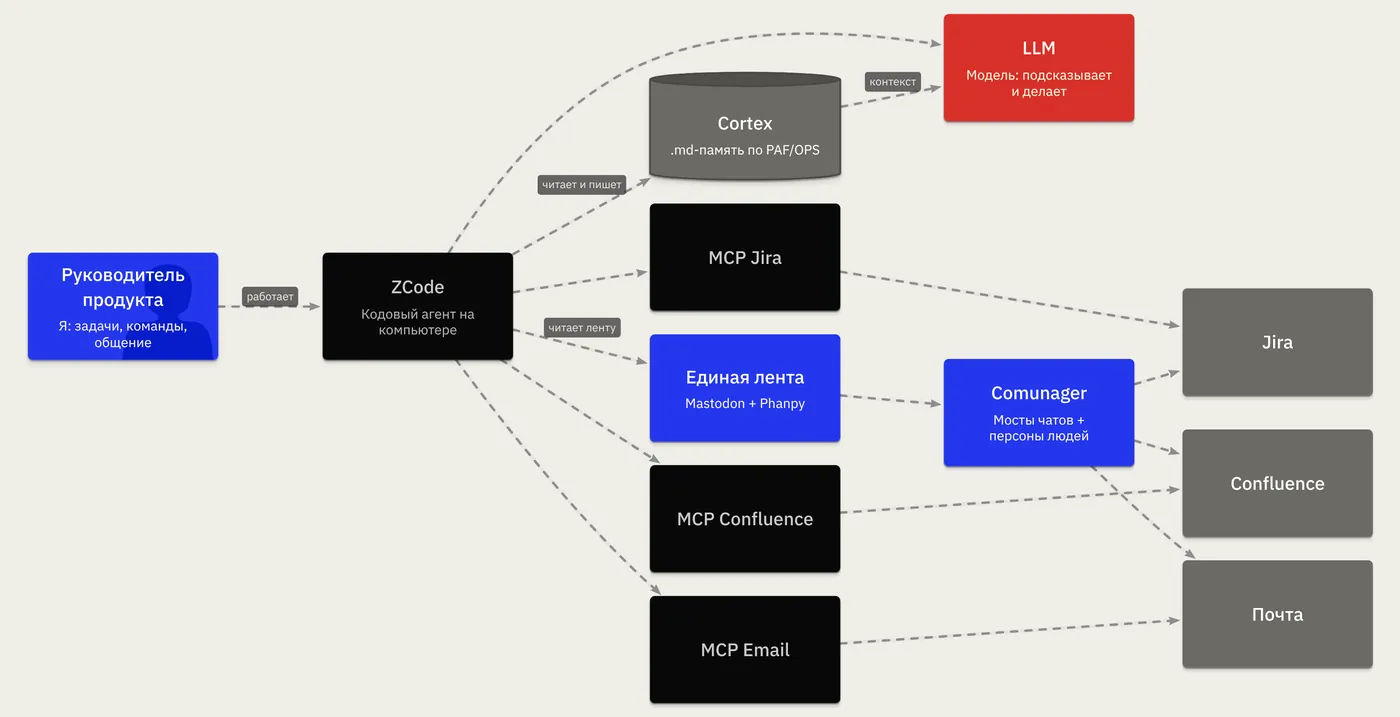 LLM
Модель: подсказывает
и делает
контекст
Cortex
.md-память по PAF/OPS
читает и пишет
MCP Jira
Руководитель
продукта
Я: задачи, команды,
общение
работает
ZCode
Кодовый агент на
компьютере
читает ленту
Единая лента
Mastodon + Phanpy
Comunager
Мосты чатов +
персоны людей
Jira
Confluence
MCP Confluence
Почта
MCP Email